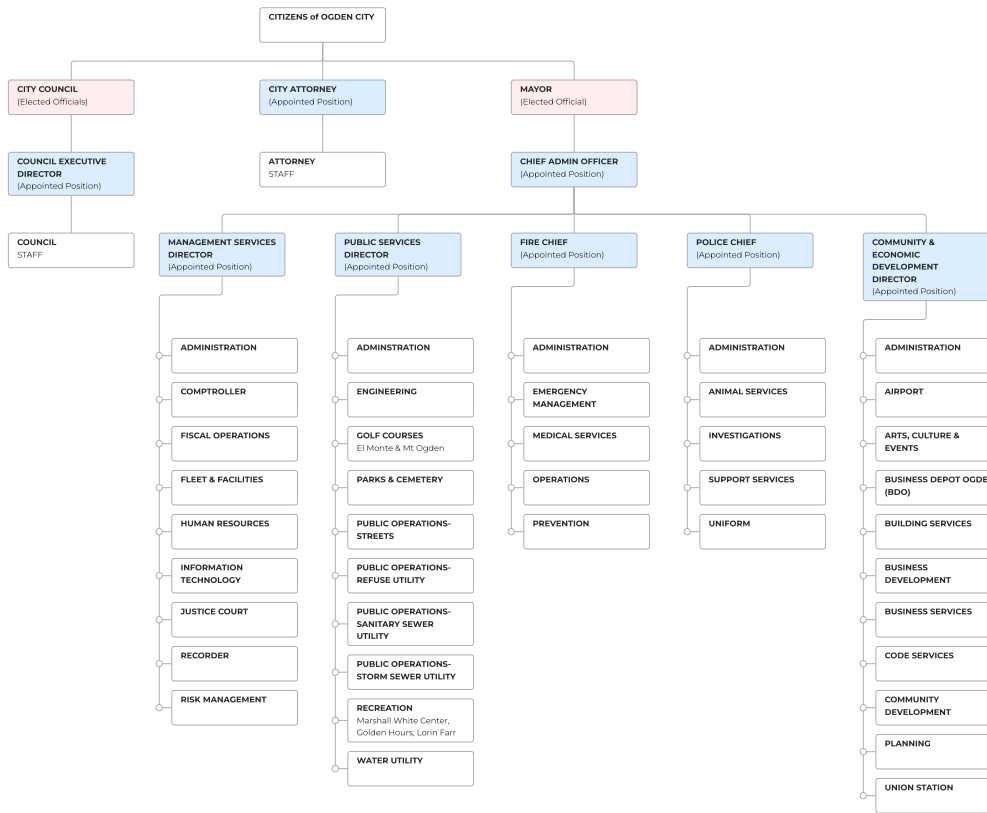 CITIZENS of OGDEN CITY
CITY COUNCIL
(Elected Officials)
CITY ATTORNEY
(Appointed Position)
MAYOR
(Elected Official)
COUNCIL EXECUTIVE
DIRECTOR
(Appointed Position)
ATTORNEY
STAFF
CHIEF ADMIN OFFICER
(Appointed Position)
COUNCIL
STAFF
MANAGEMENT SERVICES
DIRECTOR
(Appointed Position)
PUBLIC SERVICES
DIRECTOR
(Appointed Position)
FIRE CHIEF
(Appointed Position)
POLICE CHIEF
(Appointed Position)
COMMUNITY &
ECONOMIC
DEVELOPMENT
DIRECTOR
(Appointed Position)
ADMINISTRATION
COMPTROLLER
FISCAL OPERATIONS
FLEET & FACILITIES
HUMAN RESOURCES
INFORMATION
TECHNOLOGY
JUSTICE COURT
RECORDER
RISK MANAGEMENT
ADMNSTRATION
ENGINEERING
GOLF COURSES
El Monte & Mt Ogden
PARKS & CEMETERY
PUBLIC OPERATIONS-
STREETS
PUBLIC OPERATIONS-
REFUSE UTILITY
PUBLIC OPERATIONS-
SANITARY SEWER
UTILITY
PUBLIC OPERATIONS-
STORM SEWER UTILITY
RECREATION
Marshall White Center,
Golden Hours, Lorin Farr
WATER UTILITY
ADMINISTRATION
EMERGENCY
MANAGEMENT
MEDICAL SERVICES
OPERATIONS
PREVENTION
ADMINISTRATION
ANIMAL SERVICES
INVESTIGATIONS
SUPPORT SERVICES
UNIFORM
ADMINISTRATION
AIRPORT
ARTS, CULTURE &
EVENTS
BUSINESS DEPOT OGDE
(BDO)
BUILDING SERVICES
BUSINESS
DEVELOPMENT
BUSINESS SERVICES
CODE SERVICES
COMMUNITY
DEVELOPMENT
PLANNING
UNION STATION